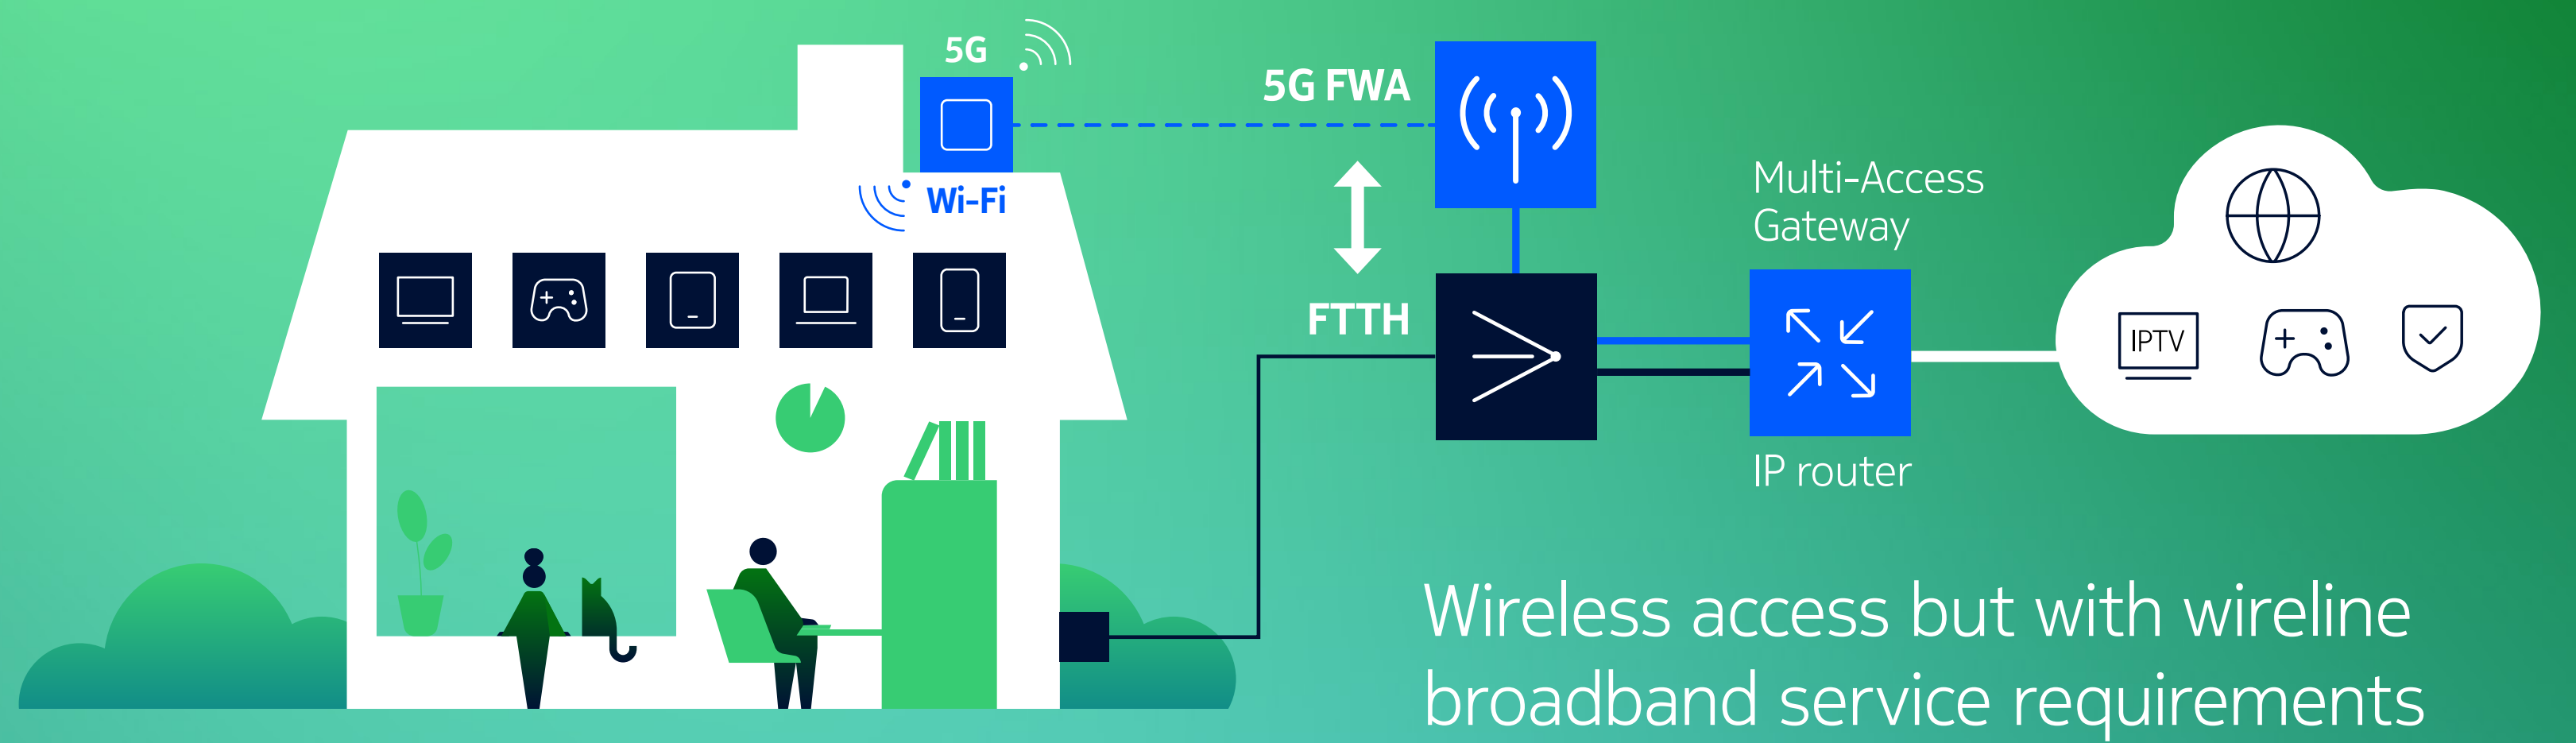 5G
Wi-Fi
5G FWA
FTTH
Multi-Access
Gateway
IP router
IPTV
Wireless access but with wireline
broadband service requirements